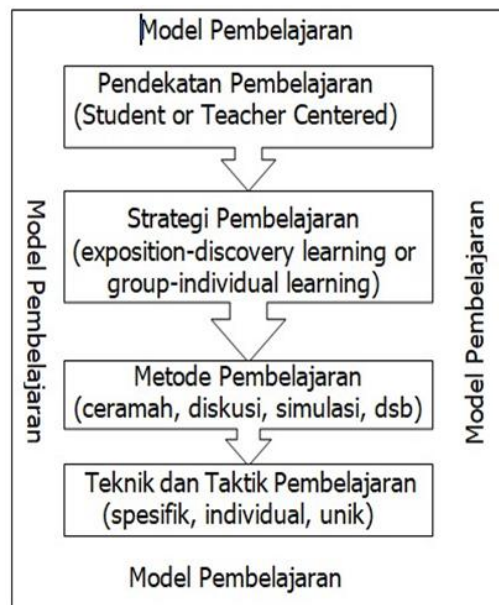 Model Pembelajaran
Pendekatan Pembelajaran
(Student or Teacher Centered)
Strategi Pembelajaran
(exposition-discovery learning or
group-individual learning)
Metode Pembelajaran
(ceramah, diskusi, simulasi, dsb)
Teknik dan Taktik Pembelajaran
(spesifik, individual, unik)
Model Pembelajaran
Model Pembelajaran
Model Pembelajaran